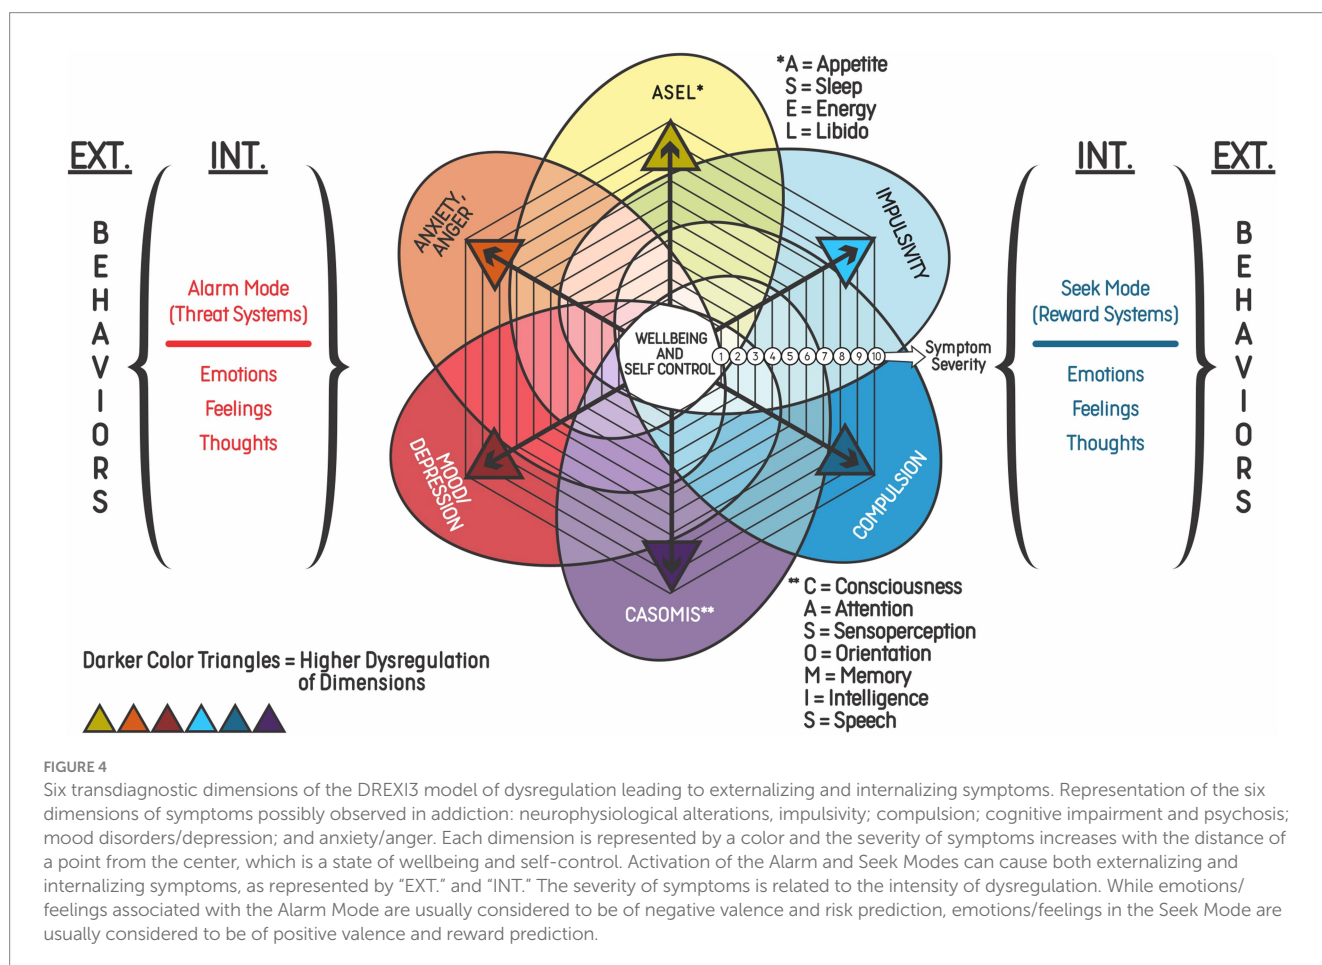 *A = Appetite
S = Sleep
E = Energy
L = Libido
ASEL*
EXT.
INT.
INT.
EXT.
ANXIETY,
ANGER
IMPULSIVITY
BEHAVIORS
Alarm Mode
(Threat Systems)
Emotions
Feelings
Thoughts
WELLBEING
AND
SELF CONTROL
1 2 3 4 5 6 7 8 9 10
Symptom
Severity
Seek Mode
(Reward Systems)
Emotions
Feelings
Thoughts
BEHAVIORS
MOOD/
DEPRESSION
COMPULSION
CASOMIS**
** C = Consciousness
A = Attention
S = Sensoperception
O = Orientation
M = Memory
I = Intelligence
S = Speech
Darker Color Triangles = Higher Dysregulation
of Dimensions
FIGURE 4
Six transdiagnostic dimensions of the DREXI3 model of dysregulation leading to externalizing and internalizing symptoms. Representation of the six
dimensions of symptoms possibly observed in addiction: neurophysiological alterations, impulsivity; compulsion; cognitive impairment and psychosis;
mood disorders/depression; and anxiety/anger. Each dimension is represented by a color and the severity of symptoms increases with the distance of
a point from the center, which is a state of wellbeing and self-control. Activation of the Alarm and Seek Modes can cause both externalizing and
internalizing symptoms, as represented by “EXT.” and “INT.” The severity of symptoms is related to the intensity of dysregulation. While emotions/
feelings associated with the Alarm Mode are usually considered to be of negative valence and risk prediction, emotions/feelings in the Seek Mode are
usually considered to be of positive valence and reward prediction.